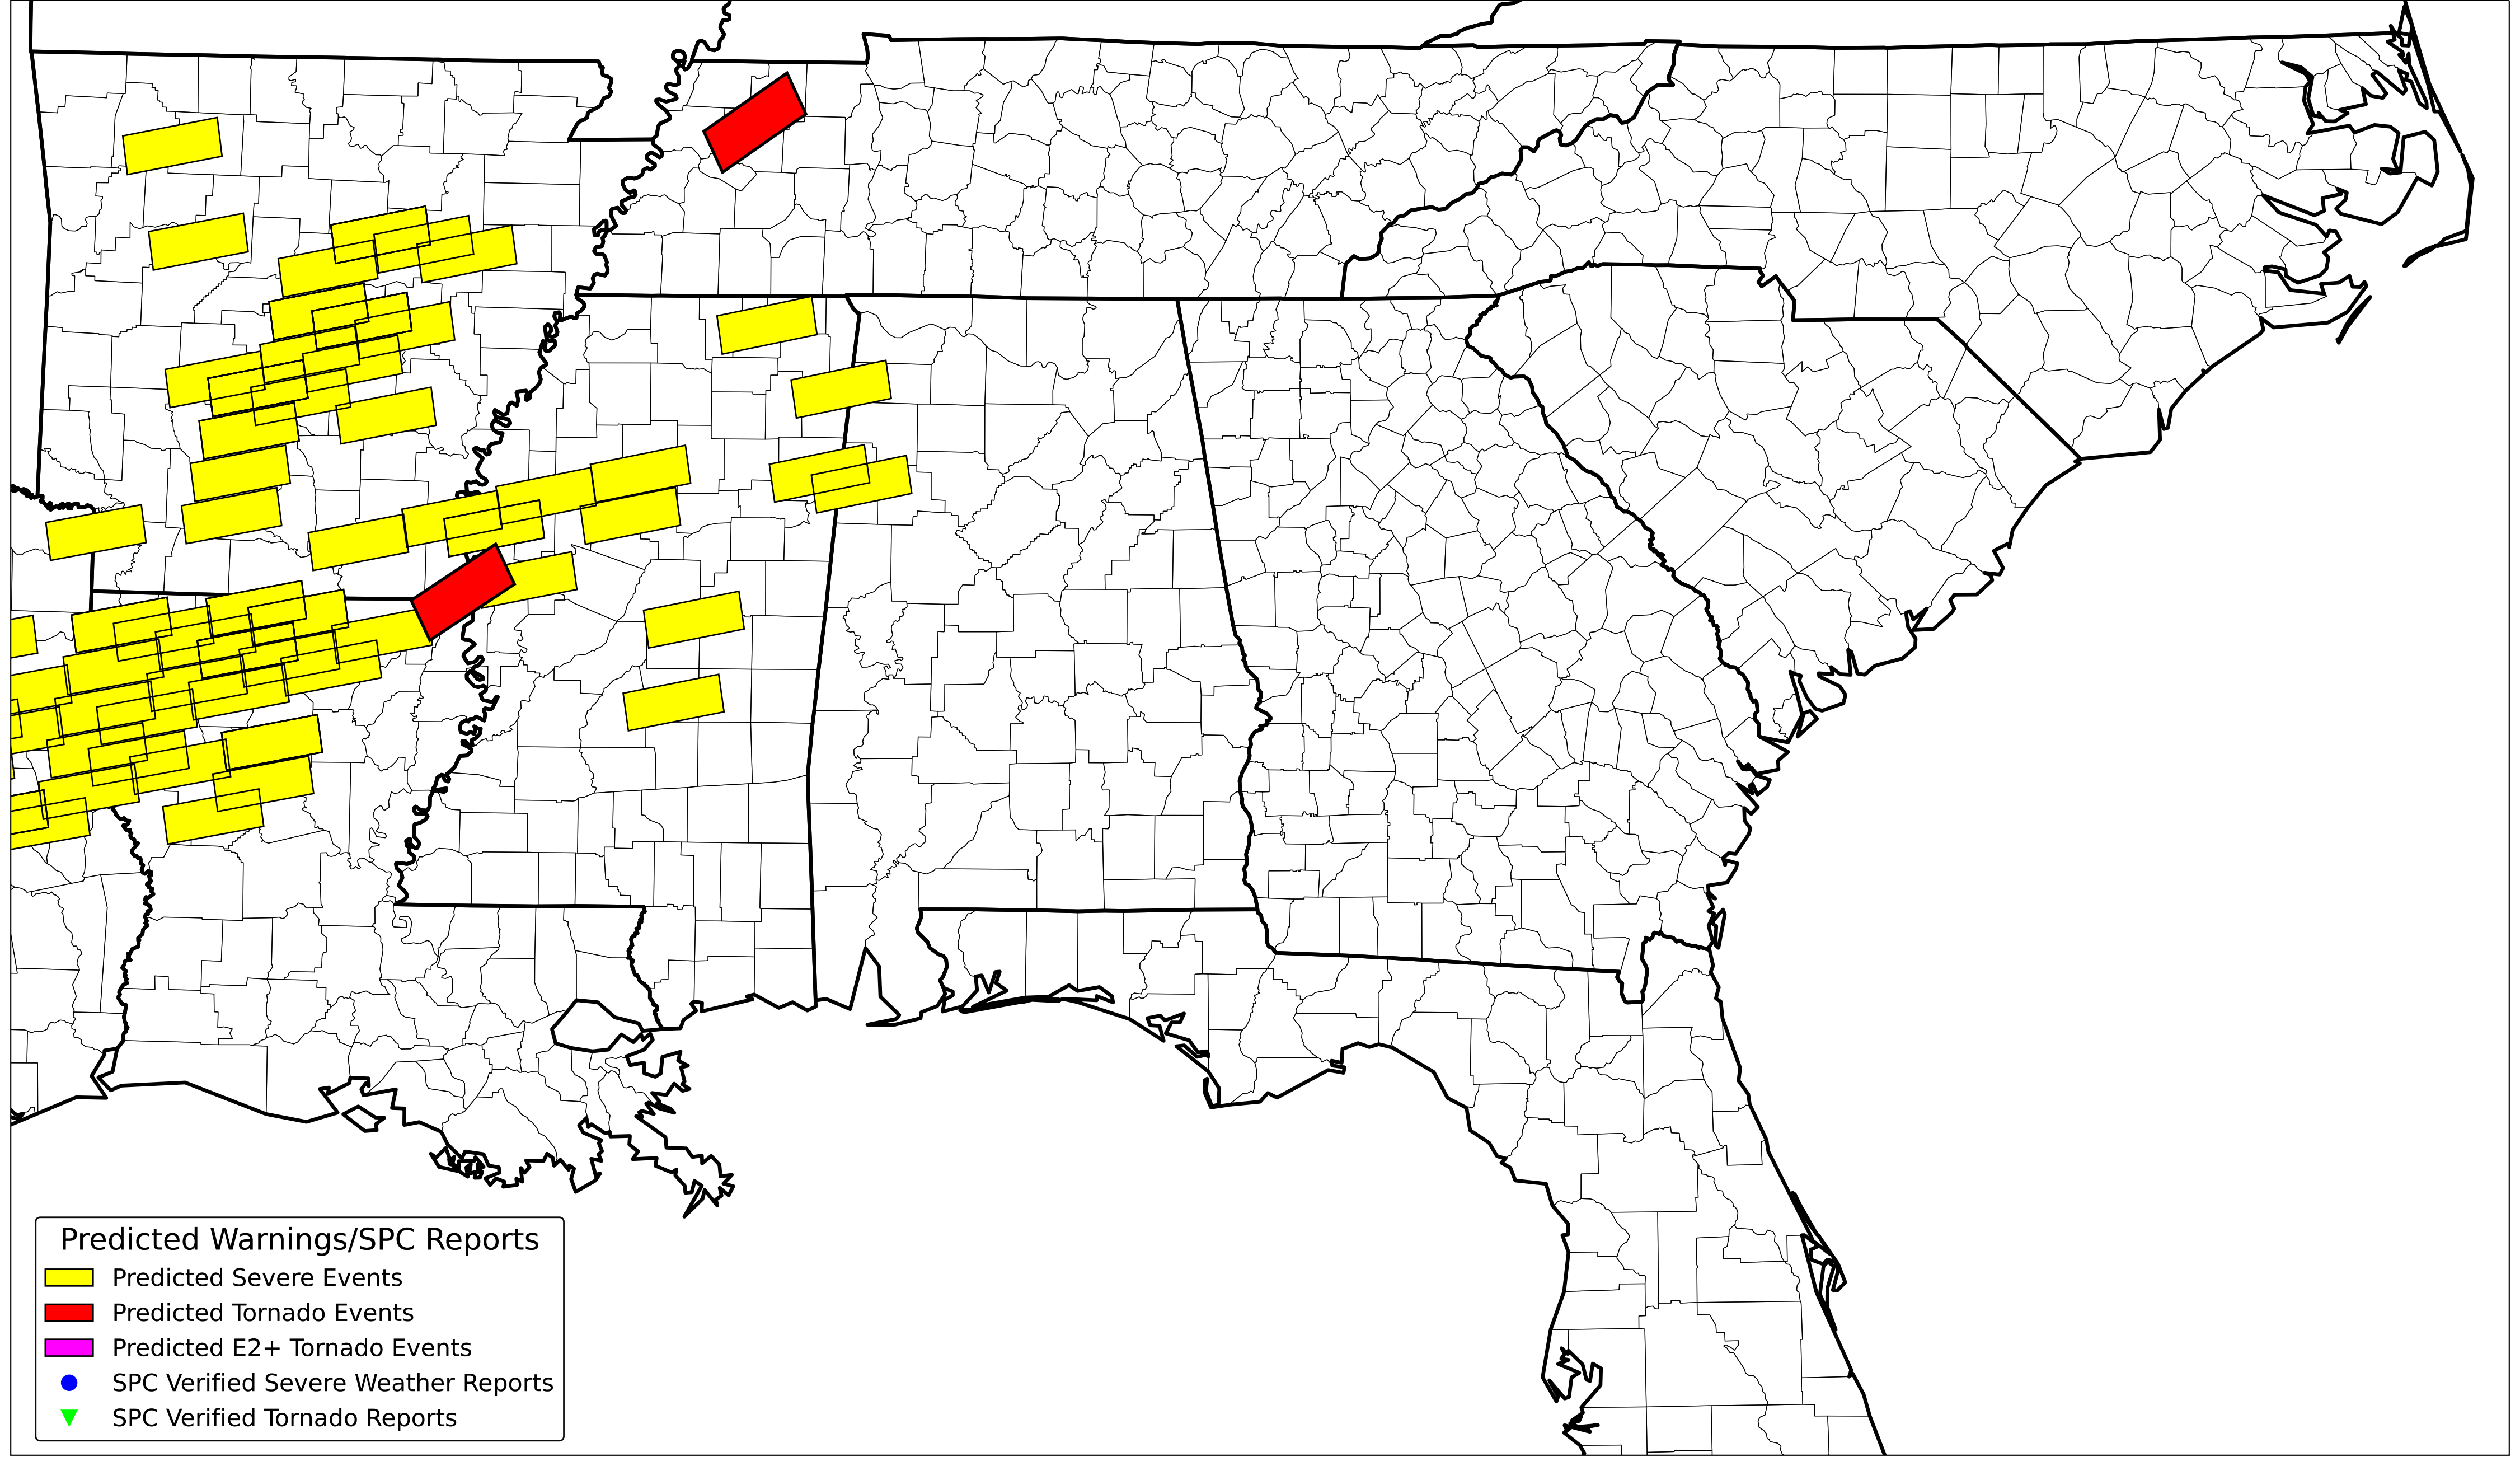 Predicted Warnings/SPC Reports
Predicted Severe Events
Predicted Tornado Events
Predicted E2+ Tornado Events
SPC Verified Severe Weather Reports
SPC Verified Tornado Reports